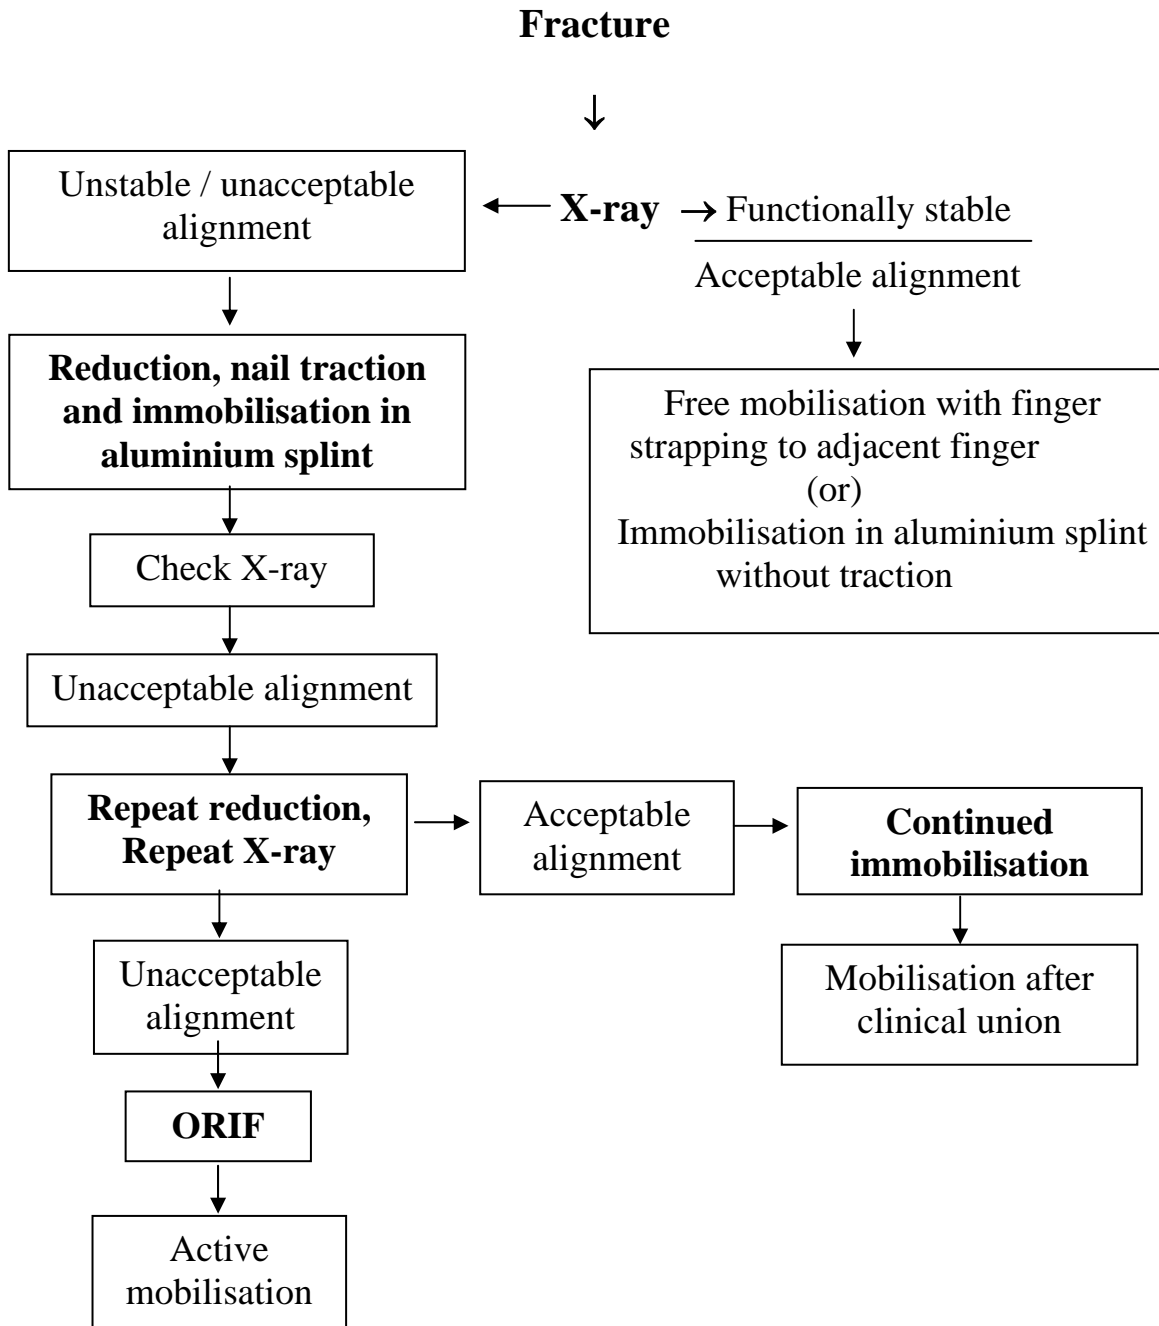 Fracture
↓
Unstable / unacceptable
alignment
← X-ray → Functionally stable
Acceptable alignment
Reduction, nail traction
and immobilisation in
aluminium splint
Free mobilisation with finger
strapping to adjacent finger
(or)
Immobilisation in aluminium splint
without traction
Check X-ray
Unacceptable alignment
Repeat reduction,
Repeat X-ray
Acceptable
alignment
Continued
immobilisation
Unacceptable
alignment
Mobilisation after
clinical union
ORIF
Active
mobilisation